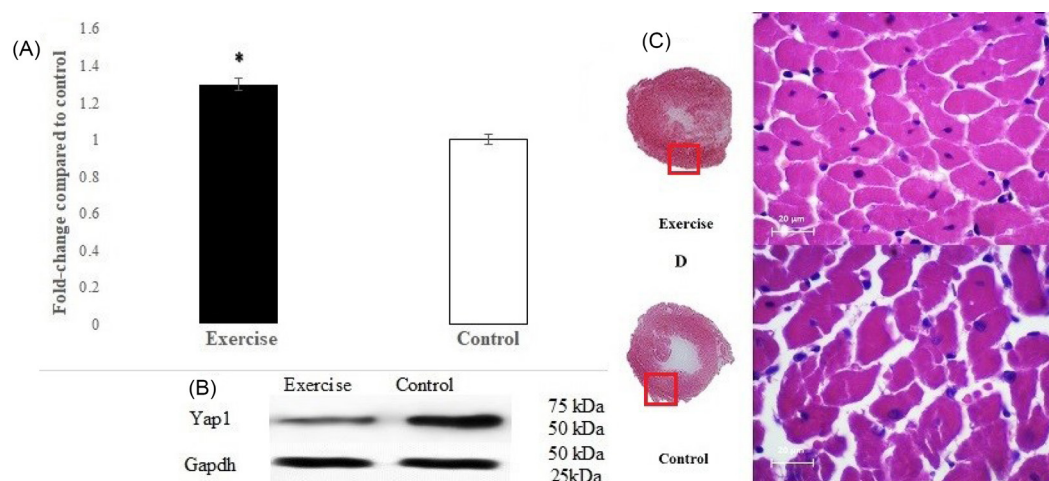 (A)
Fold-change compared to control
1.6
1.4
1.2
1
0.8
0.6
0.4
0.2
0
*
Exercise
Control
(B)
Exercise Control
Yap1
75 kDa
50 kDa
Gapdh
50 kDa
25kDa
(C)
Exercise
D
Control
20 µm
20 µm